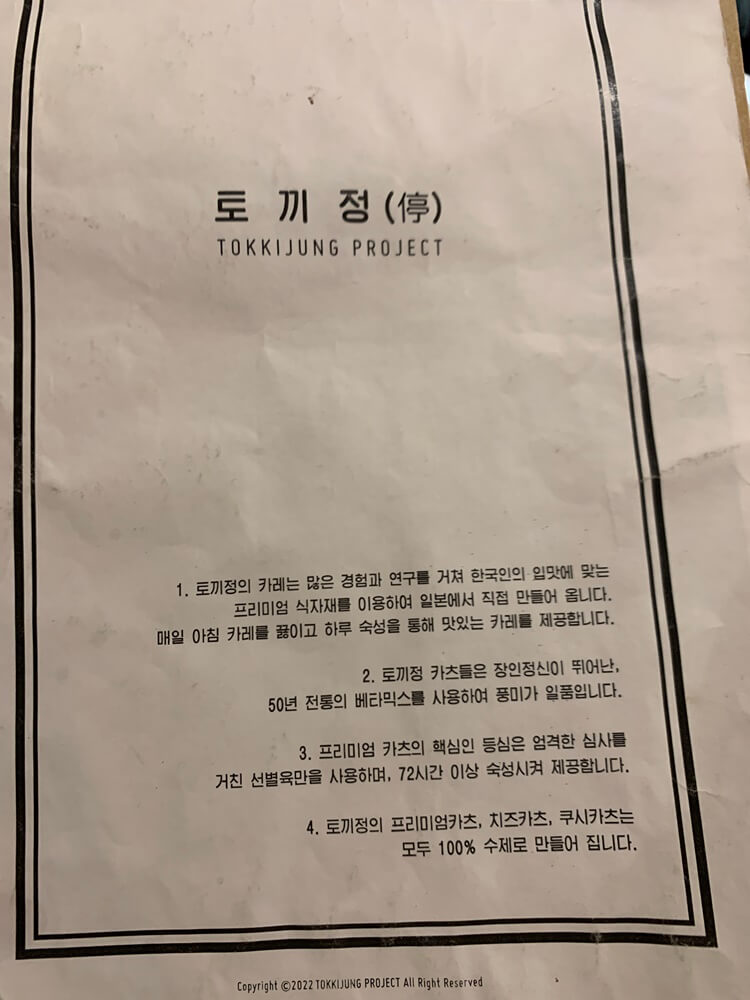 토끼정(停)
TOKKIJUNG PROJECT
1. 토끼정의 카레는 많은 경험과 연구를 거쳐 한국인의 입맛에 맞는
프리미엄 식자재를 이용하여 일본에서 직접 만들어 옵니다.
매일 아침 카레를 끓이고 하루 숙성을 통해 맛있는 카레를 제공합니다.
2. 토끼정 카츠들은 장인정신이 뛰어난,
50년 전통의 베타믹스를 사용하여 풍미가 일품입니다.
3. 프리미엄 카츠의 핵심인 등심은 엄격한 심사를
거친 선별육만을 사용하며, 72시간 이상 숙성시켜 제공합니다.
4. 토끼정의 프리미엄카츠, 치즈카츠, 쿠시카츠는
모두 100% 수제로 만들어 집니다.
Copyright ©2022 TOKKIJUNG PROJECT All Right Reserved